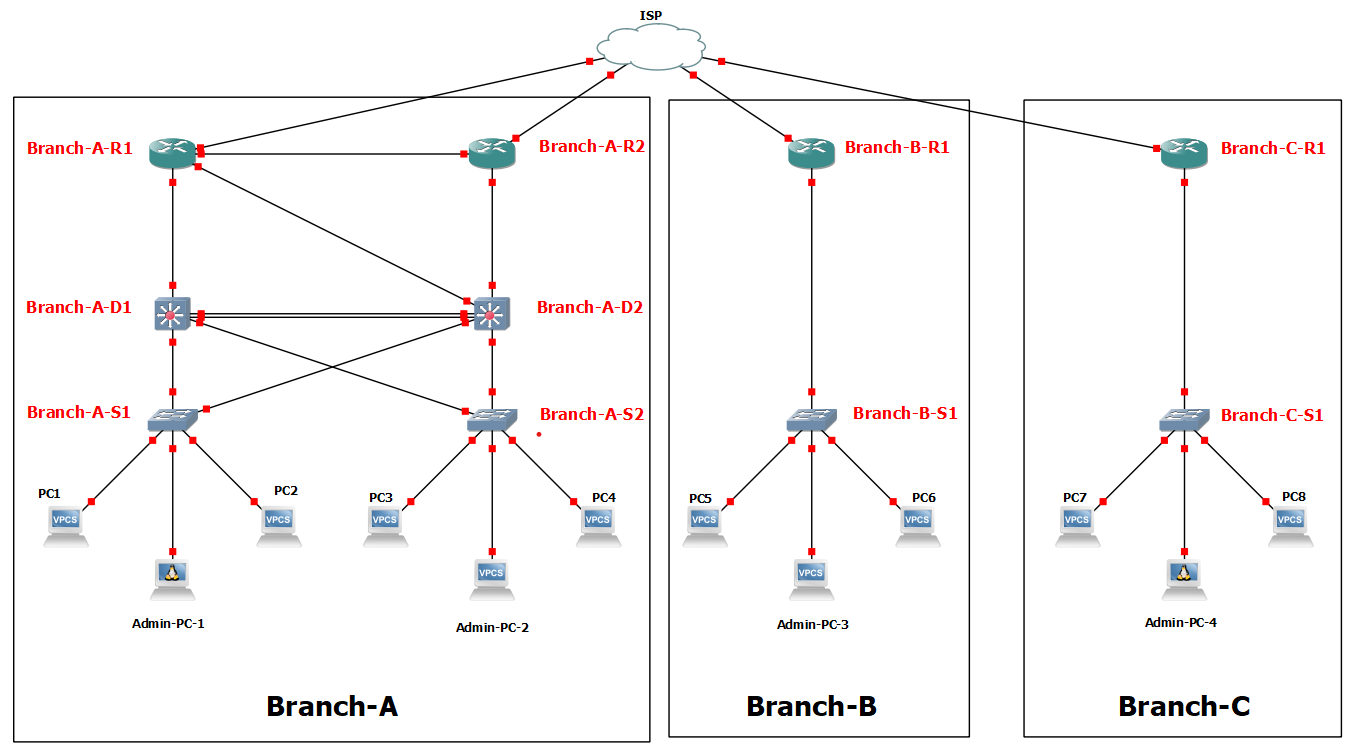 ISP
Branch-A-R1
Branch-A-R2
Branch-B-R1
Branch-C-R1
Branch-A-D1
Branch-A-D2
Branch-A-S1
Branch-A-S2
Branch-B-S1
Branch-C-S1
PC1
PC2
PC3
PC4
PC5
PC6
PC7
PC8
VPCS
VPCS
VPCS
VPCS
VPCS
VPCS
VPCS
VPCS
VPCS
VPCS
Admin-PC-1
Admin-PC-2
Admin-PC-3
Admin-PC-4
Branch-A
Branch-B
Branch-C